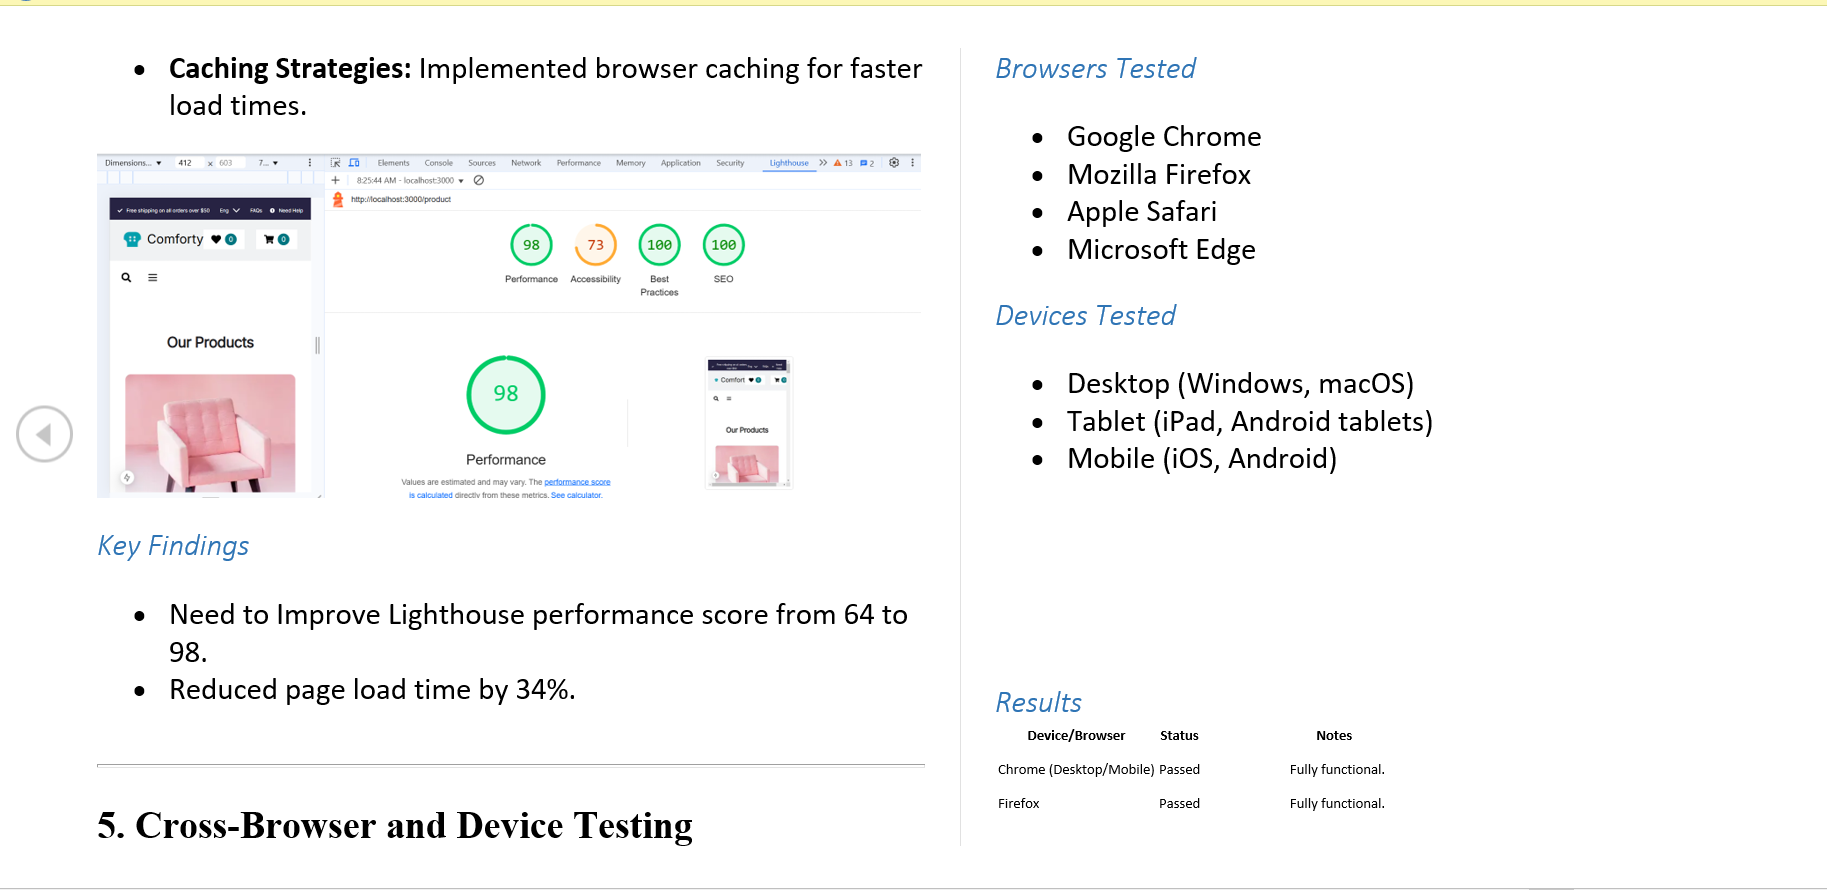 • Caching Strategies: Implemented browser caching for faster
load times.
Dimensions... ▼ 412 x 603 7... ▼
Elements Console Sources Network Performance Memory Application Security Lighthouse >> 13 2
+ 8:25:44 AM - localhost:3000 ▼
http://localhost:3000/product
✓ Free shipping on all orders over $50 Eng FAQs Need Help
Comforty 0 0
Our Products
98 73 100 100
Performance Accessibility Best SEO
Practices
98
Performance
Values are estimated and may vary. The performance score
is calculated directly from these metrics. See calculator.
Comfort
Our Products
Key Findings
• Need to Improve Lighthouse performance score from 64 to
98.
• Reduced page load time by 34%.
5. Cross-Browser and Device Testing
Browsers Tested
• Google Chrome
• Mozilla Firefox
• Apple Safari
• Microsoft Edge
Devices Tested
• Desktop (Windows, macOS)
• Tablet (iPad, Android tablets)
• Mobile (iOS, Android)
Results
Device/Browser Status Notes
Chrome (Desktop/Mobile) Passed Fully functional.
Firefox Passed Fully functional.